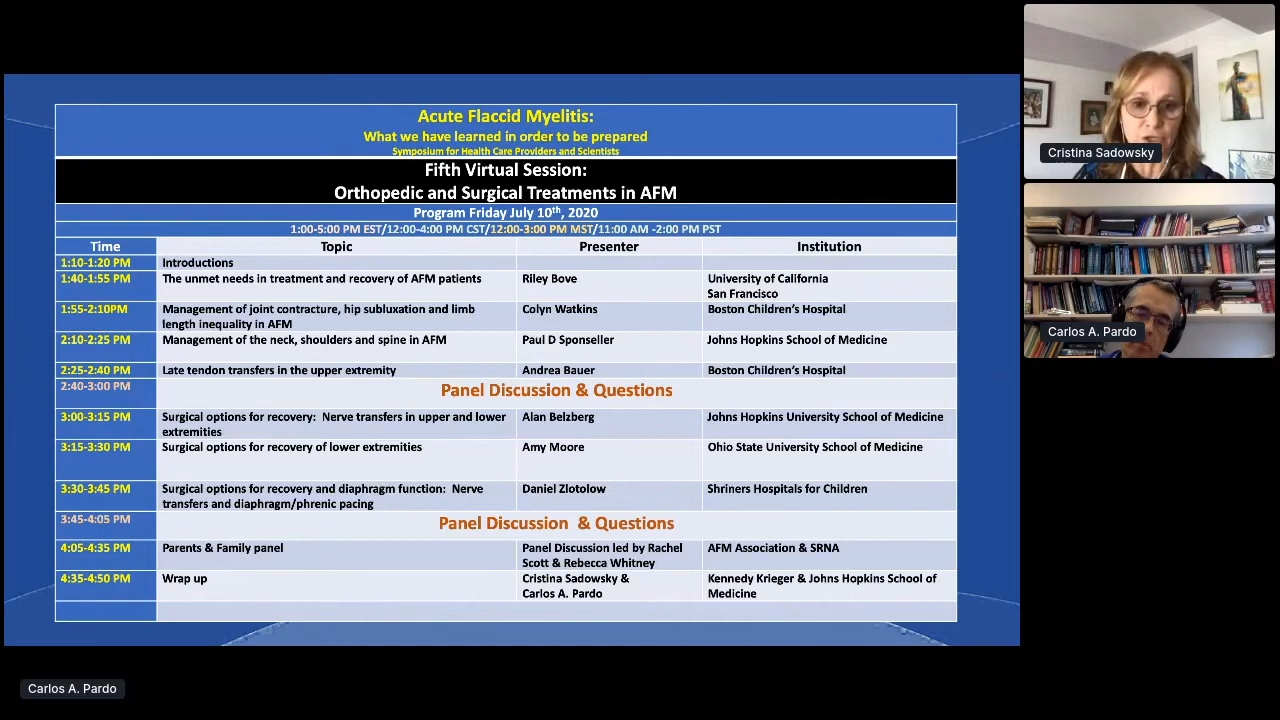 Acute Flaccid Myelitis:
What we have learned in order to be prepared
Symposium for Health Care Providers and Scientists
Fifth Virtual Session:
Orthopedic and Surgical Treatments in AFM
Program Friday July 10th, 2020
1:00-5:00 PM EST/12:00-4:00 PM CST/12:00-3:00 PM MST/11:00 AM -2:00 PM PST
Time Topic Presenter Institution
1:10-1:20 PM Introductions
1:40-1:55 PM The unmet needs in treatment and recovery of AFM patients Riley Bove University of California
San Francisco
1:55-2:10PM Management of joint contracture, hip subluxation and limb Colyn Watkins Boston Children's Hospital
length inequality in AFM
2:10-2:25 PM Management of the neck, shoulders and spine in AFM Paul D Sponseller Johns Hopkins School of Medicine
2:25-2:40 PM Late tendon transfers in the upper extremity Andrea Bauer Boston Children's Hospital
2:40-3:00 PM Panel Discussion & Questions
3:00-3:15 PM Surgical options for recovery: Nerve transfers in upper and lower Alan Belzberg Johns Hopkins University School of Medicine
extremities
3:15-3:30 PM Surgical options for recovery of lower extremities Amy Moore Ohio State University School of Medicine
3:30-3:45 PM Surgical options for recovery and diaphragm function: Nerve Daniel Zlotolow Shriners Hospitals for Children
transfers and diaphragm/phrenic pacing
3:45-4:05 PM Panel Discussion & Questions
4:05-4:35 PM Parents & Family panel Panel Discussion led by Rachel AFM Association & SRNA
Scott & Rebecca Whitney
4:35-4:50 PM Wrap up Cristina Sadowsky & Kennedy Krieger & Johns Hopkins School of
Carlos A. Pardo Medicine
Cristina Sadowsky
Carlos A. Pardo
Carlos A. Pardo